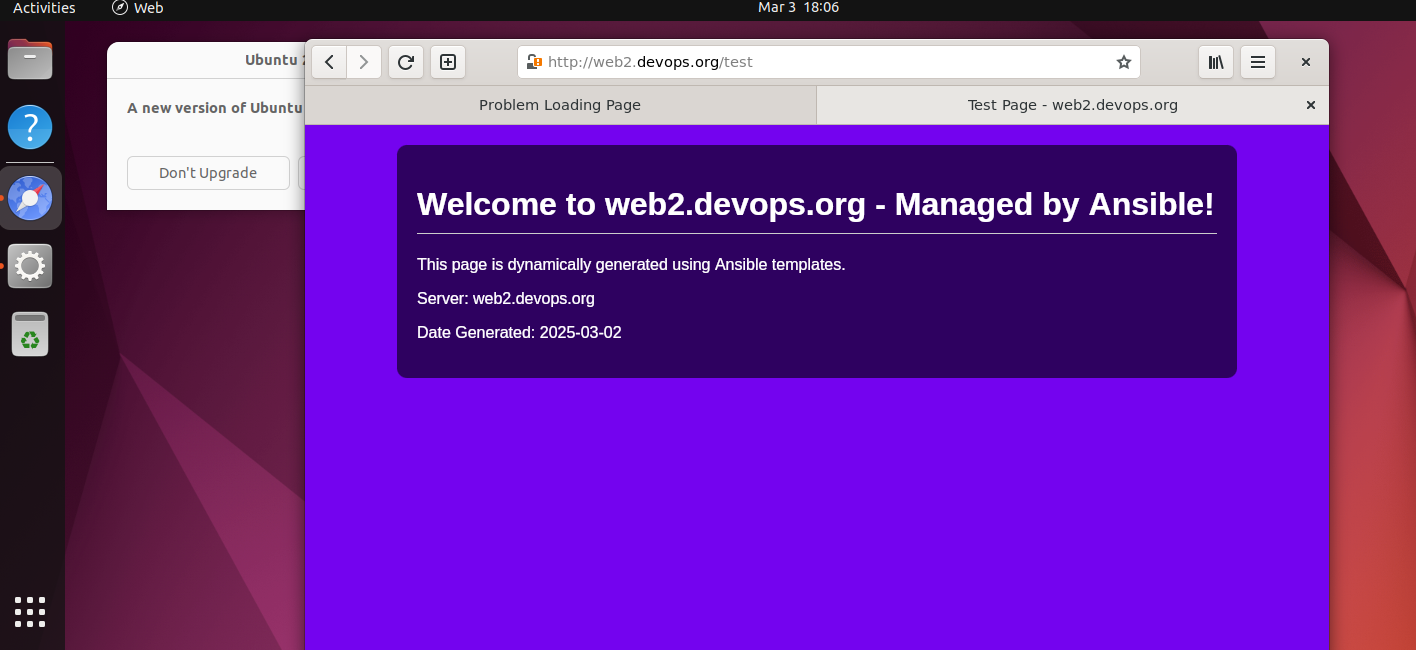 Activities Web Mar 3 18:06
Ubuntu
A new version of Ubuntu
Don't Upgrade
http://web2.devops.org/test
Problem Loading Page
Test Page - web2.devops.org
Welcome to web2.devops.org - Managed by Ansible!
This page is dynamically generated using Ansible templates.
Server: web2.devops.org
Date Generated: 2025-03-02